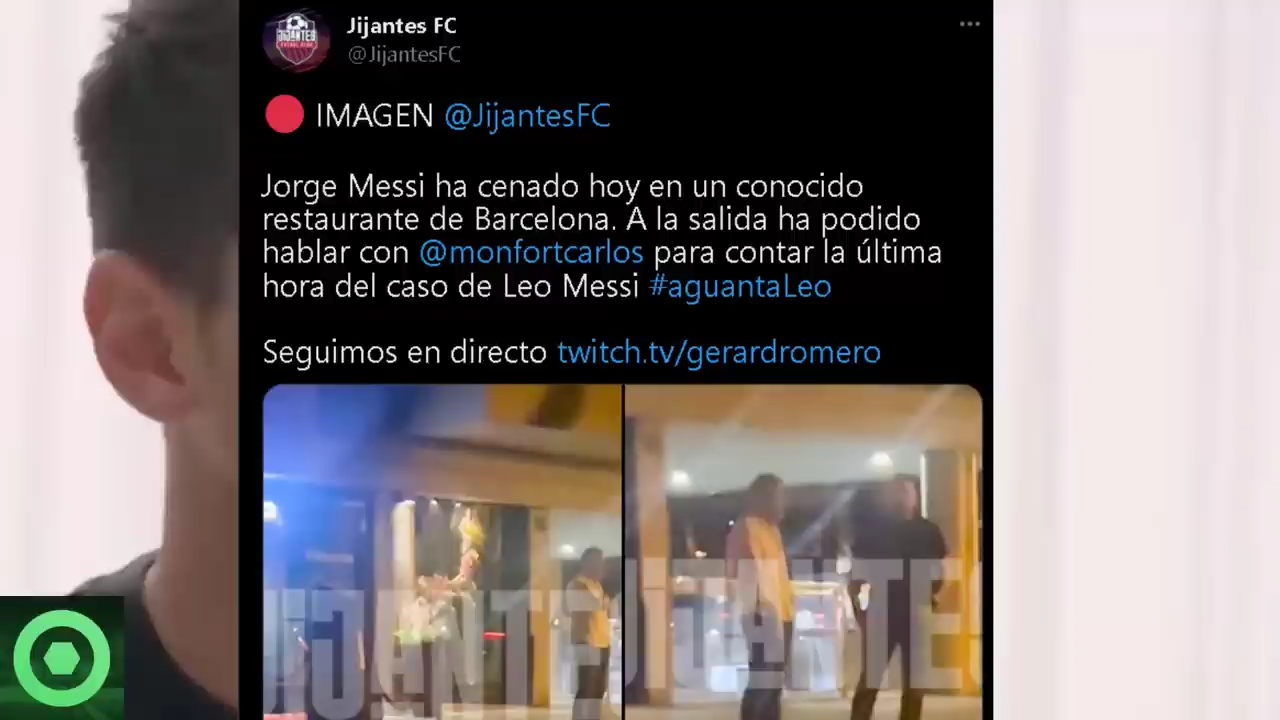 Jijantes FC
@JijantesFC
IMAGEN @JijantesFC
Jorge Messi ha cenado hoy en un conocido
restaurante de Barcelona. A la salida ha podido
hablar con @monfortcarlos para contar la última
hora del caso de Leo Messi #aguantaLeo
Seguimos en directo twitch.tv/gerardromero
JIJANTES
JIJANTES